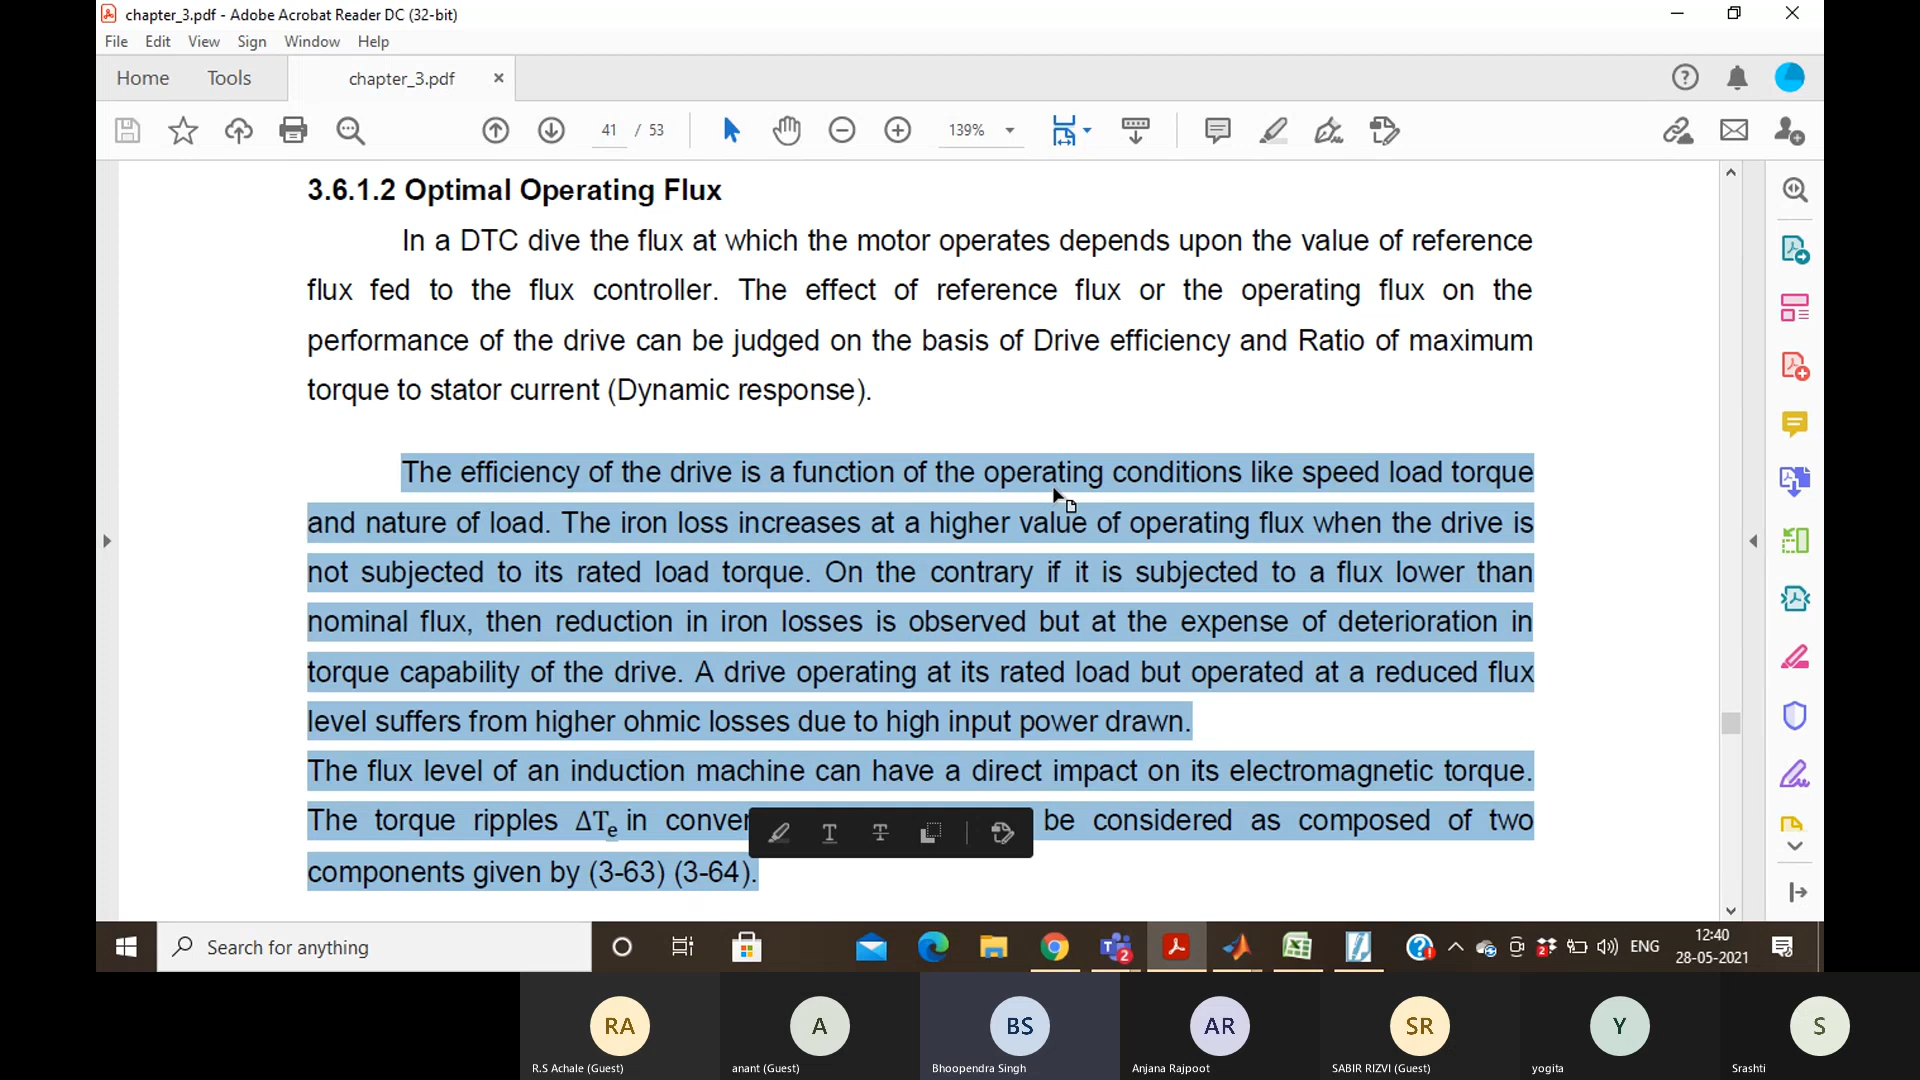 chapter_3.pdf - Adobe Acrobat Reader DC (32-bit)
File Edit View Sign Window Help
Home Tools chapter_3.pdf ×
41 / 53 139%
3.6.1.2 Optimal Operating Flux
In a DTC dive the flux at which the motor operates depends upon the value of reference
flux fed to the flux controller. The effect of reference flux or the operating flux on the
performance of the drive can be judged on the basis of Drive efficiency and Ratio of maximum
torque to stator current (Dynamic response).
The efficiency of the drive is a function of the operating conditions like speed load torque
and nature of load. The iron loss increases at a higher value of operating flux when the drive is
not subjected to its rated load torque. On the contrary if it is subjected to a flux lower than
nominal flux, then reduction in iron losses is observed but at the expense of deterioration in
torque capability of the drive. A drive operating at its rated load but operated at a reduced flux
level suffers from higher ohmic losses due to high input power drawn.
The flux level of an induction machine can have a direct impact on its electromagnetic torque.
The torque ripples ΔTe in be considered as composed of two
components given by (3-63) (3-64).
Search for anything
2
2
ENG
12:40
28-05-2021
RA A BS AR SR Y S
R.S Achale (Guest) anant (Guest) Bhoopendra Singh Anjana Rajpoot SABIR RIZVI (Guest) yogita Srashti